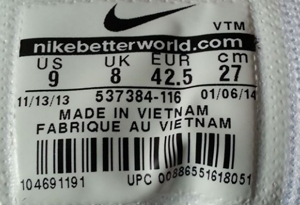 VTM
nikebetterworld.com
US UK EUR cm
9 8 42.5 27
11/13/13 537384-116 01/06/14
MADE IN VIETNAM
FABRIQUE AU VIETNAM
104691191 UPC 00886551618051